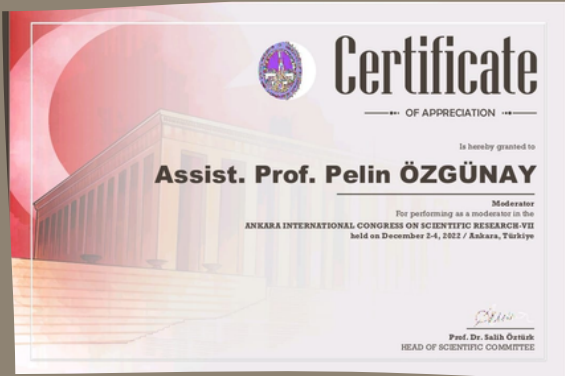 Certificate
OF APPRECIATION
Is hereby granted to
Assist. Prof. Pelin ÖZGÜNAY
Moderator
For performing as a moderator in the
ANKARA INTERNATIONAL CONGRESS ON SCIENTIFIC RESEARCH-VII
held on December 2-4, 2022 / Ankara, Türkiye
Prof. Dr. Salih Öztürk
HEAD OF SCIENTIFIC COMMITTEE